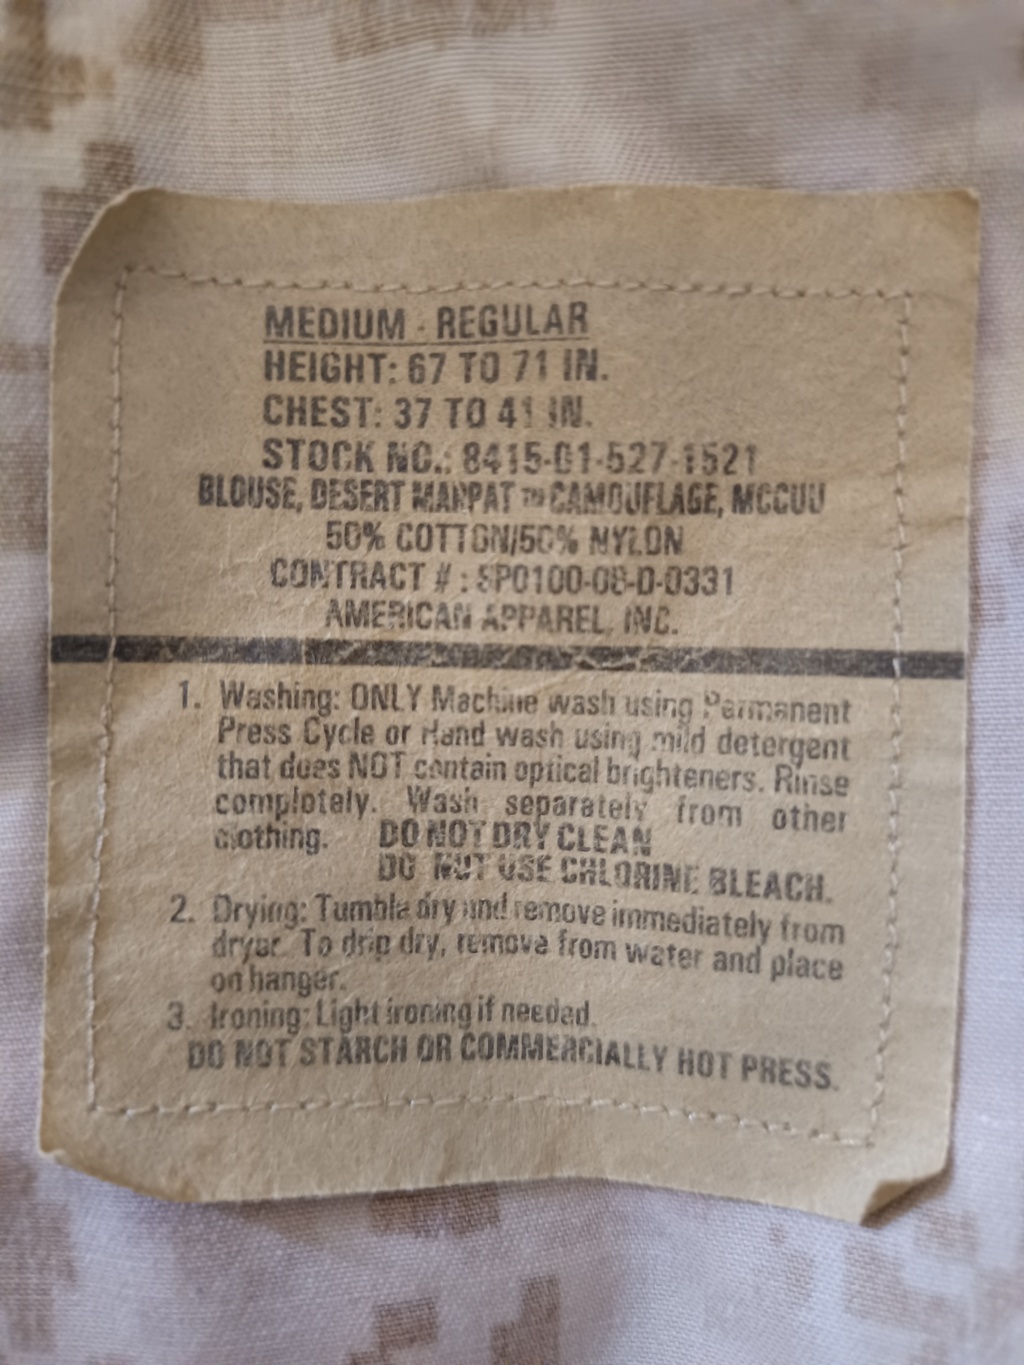 MEDIUM - REGULAR
HEIGHT: 67 TO 71 IN.
CHEST: 37 TO 41 IN.
STOCK NO.: 8415-01-527-1521
BLOUSE, DESERT MARPAT ™ CAMOUFLAGE, MCCUU
50% COTTON/50% NYLON
CONTRACT # : SP0100-08-D-0331
AMERICAN APPAREL, INC.
1. Washing: ONLY Machine wash using Permanent
Press Cycle or Hand wash using mild detergent
that does NOT contain optical brighteners. Rinse
completely. Wash separately from other
clothing. DO NOT DRY CLEAN
DO NOT USE CHLORINE BLEACH.
2. Drying: Tumble dry and remove immediately from
dryer. To drip dry, remove from water and place
on hanger.
3. Ironing: Light ironing if needed.
DO NOT STARCH OR COMMERCIALLY HOT PRESS.